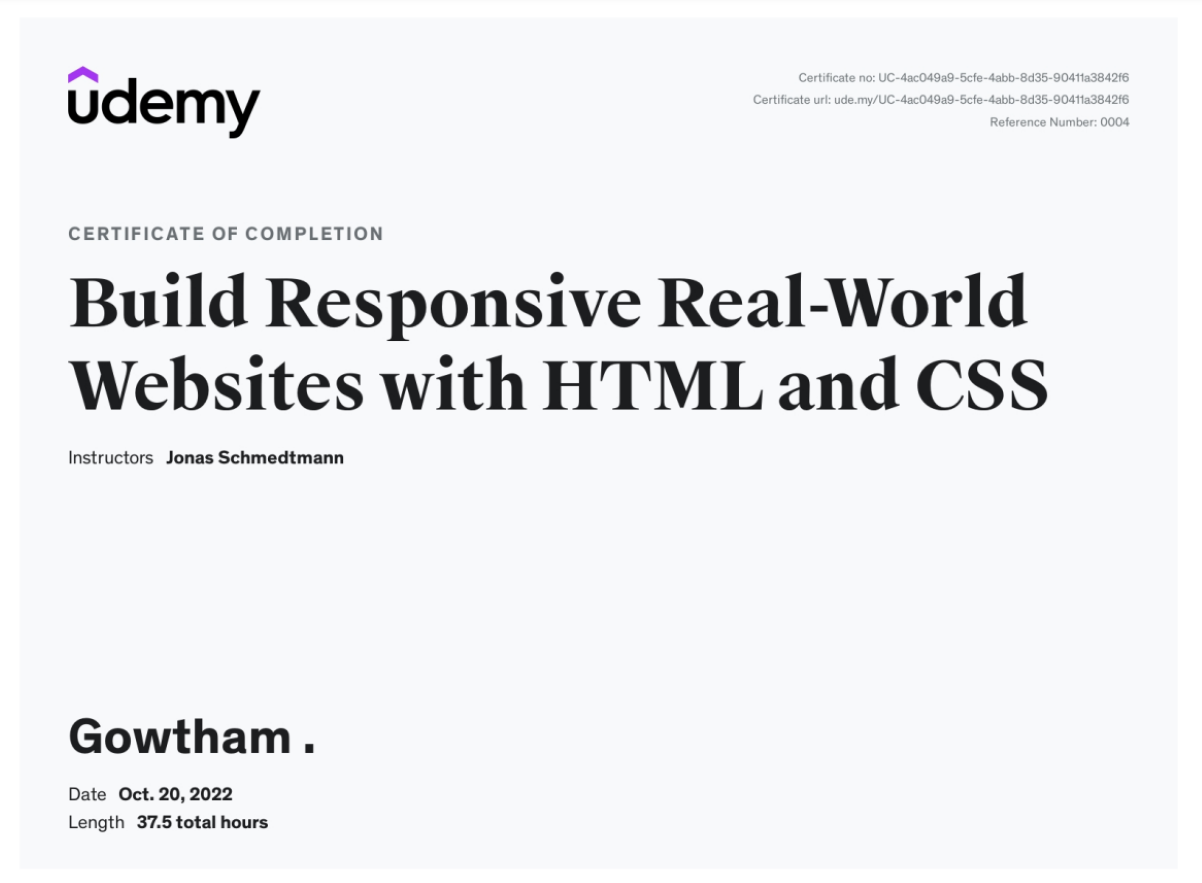 udemy
Certificate no: UC-4ac049a9-5cfe-4abb-8d35-90411a3842f6
Certificate url: ude.my/UC-4ac049a9-5cfe-4abb-8d35-90411a3842f6
Reference Number: 0004
CERTIFICATE OF COMPLETION
Build Responsive Real-World
Websites with HTML and CSS
Instructors Jonas Schmedtmann
Gowtham .
Date Oct. 20, 2022
Length 37.5 total hours